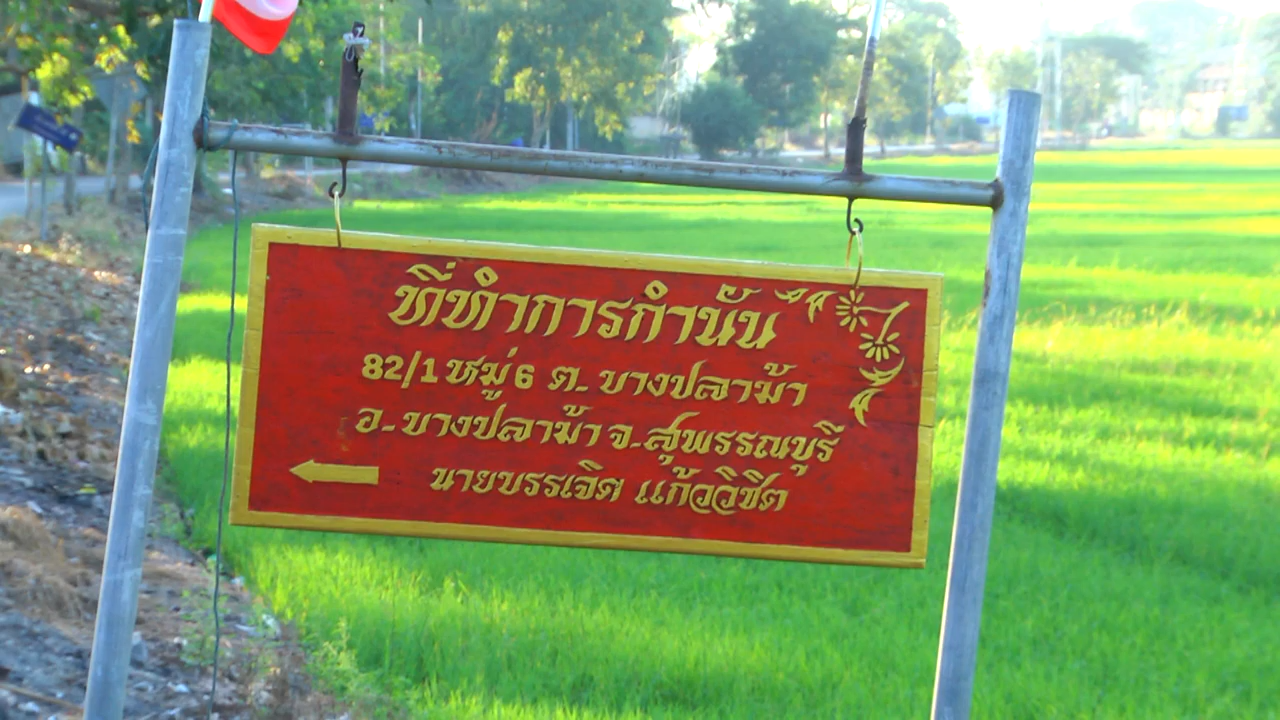 ที่ทำการกำนัน
82/1 หมู่ 6 ต. บางปลาม้า
อ. บางปลาม้า จ. สุพรรณบุรี
นายบรรเจิด แก้ววิชิต